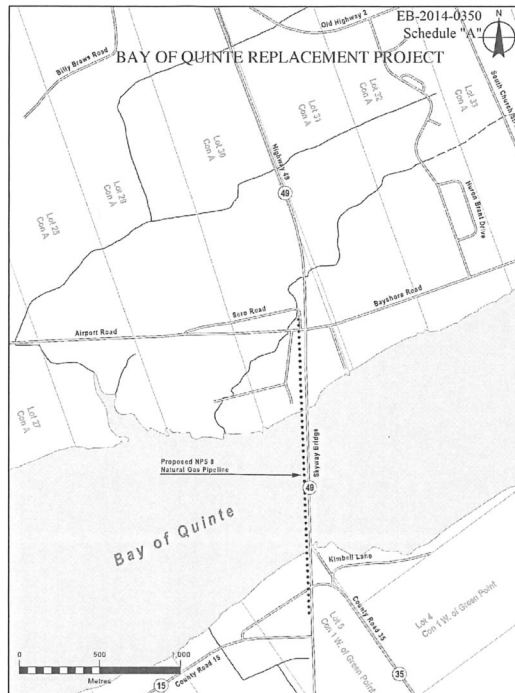 EB-2014-0350
Schedule "A"
N
BAY OF QUINTE REPLACEMENT PROJECT
Old Highway 2
Billy Brews Road
South Church
Lot 33
Lot 32
Con A
Lot 31
Con A
Lot 30
Con A
Lot 29
Con A
Con A
Highway 49
49
Huron Brant Drive
Bayshore Road
Sero Road
Airport Road
Lot 27
Con A
Skyway Bridge
Proposed NPS 8
Natural Gas Pipeline
49
Bay of Quinte
Kimbell Lane
County Road 35
Lot 4
Con 1 W. of Green Point
Lot 5
Con 1 W. of Green Point
County Road 15
15
35
0 500 1,000
Metres